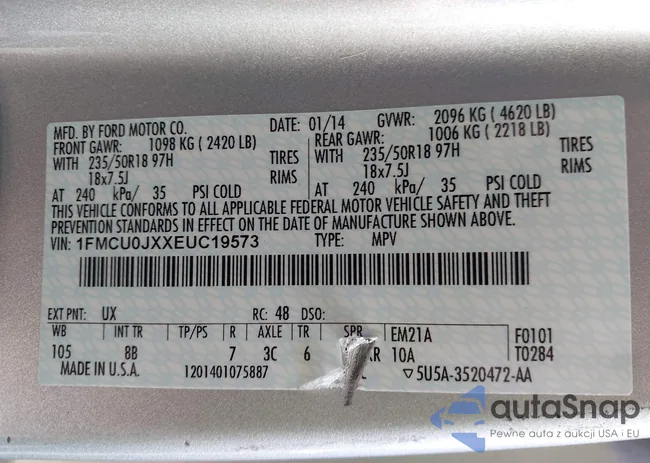 MFD. BY FORD MOTOR CO. DATE: 01/14 GVWR: 2096 KG ( 4620 LB)
FRONT GAWR: 1098 KG ( 2420 LB) REAR GAWR: 1006 KG ( 2218 LB)
WITH 235/50R18 97H TIRES WITH 235/50R18 97H TIRES
18x7.5J RIMS 18x7.5J RIMS
AT 240 kPa/ 35 PSI COLD AT 240 kPa/ 35 PSI COLD
THIS VEHICLE CONFORMS TO ALL APPLICABLE FEDERAL MOTOR VEHICLE SAFETY AND THEFT
PREVENTION STANDARDS IN EFFECT ON THE DATE OF MANUFACTURE SHOWN ABOVE.
VIN: 1FMCU0JXXEUC19573 TYPE: MPV
EXT PNT: UX RC: 48 DSO:
WB INT TR TP/PS R AXLE TR SPR EM21A F0101
105 8B 7 3C 6 R 10A T0284
MADE IN U.S.A. 1201401075887 ▽5U5A-3520472-AA
autaSnap
Pewne auta z aukcji USA i EU